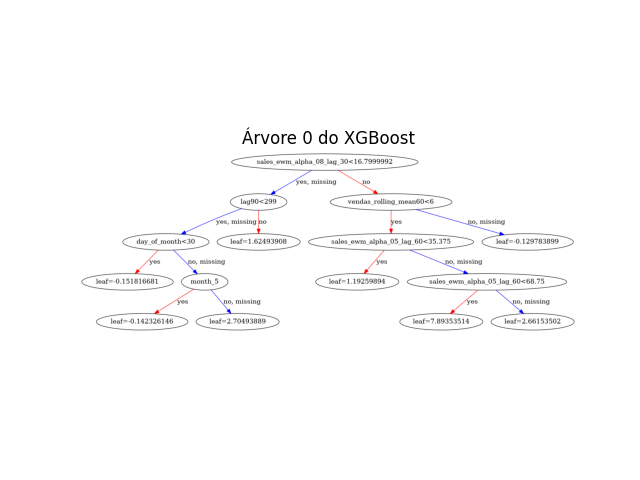 Árvore 0 do XGBoost
sales_ewm_alpha_08_lag_30<16.7999992
yes, missing
no
lag90<299
vendas_rolling_mean60<6
yes, missing
no
yes
no, missing
day_of_month<30
leaf=1.62493908
sales_ewm_alpha_05_lag_60<35.375
leaf=-0.129783899
yes
no, missing
yes
no, missing
leaf=-0.151816681
month_5
leaf=1.19259894
sales_ewm_alpha_05_lag_60<68.75
yes
no, missing
yes
no, missing
leaf=-0.142326146
leaf=2.70493889
leaf=7.89353514
leaf=2.66153502